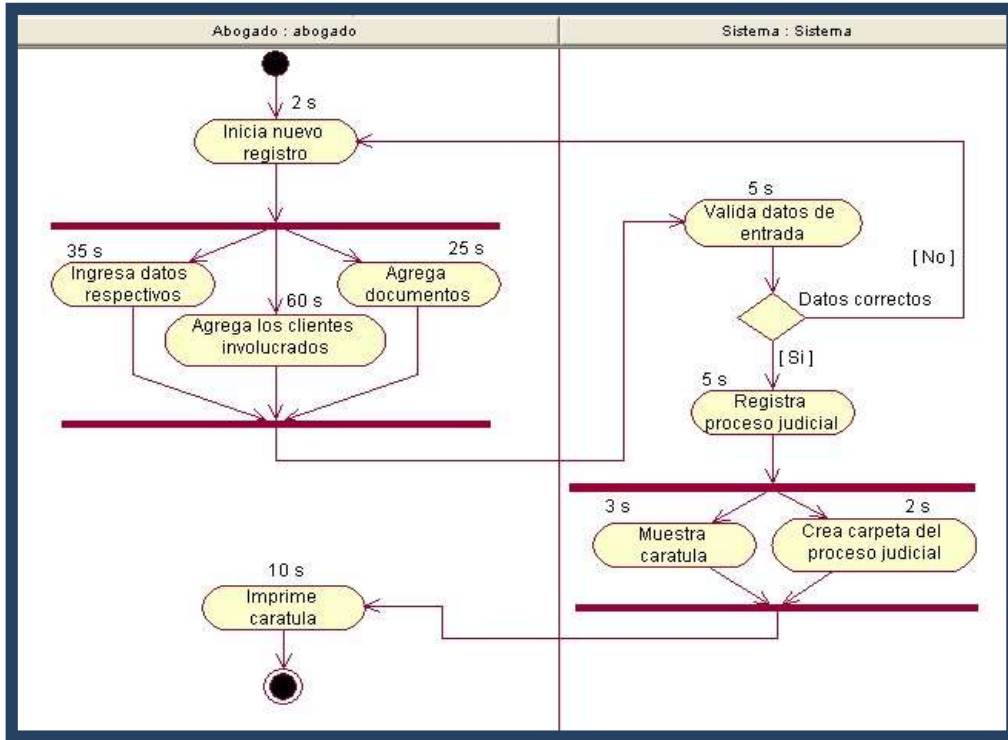 Abogado : abogado
Sistema : Sistema
2 s
Inicia nuevo
registro
35 s
Ingresa datos
respectivos
60 s
Agrega los clientes
involucrados
25 s
Agrega
documentos
5 s
Valida datos de
entrada
[ No ]
Datos correctos
[ Si ]
5 s
Registra
proceso judicial
3 s
Muestra
caratula
2 s
Crea carpeta del
proceso judicial
10 s
Imprime
caratula